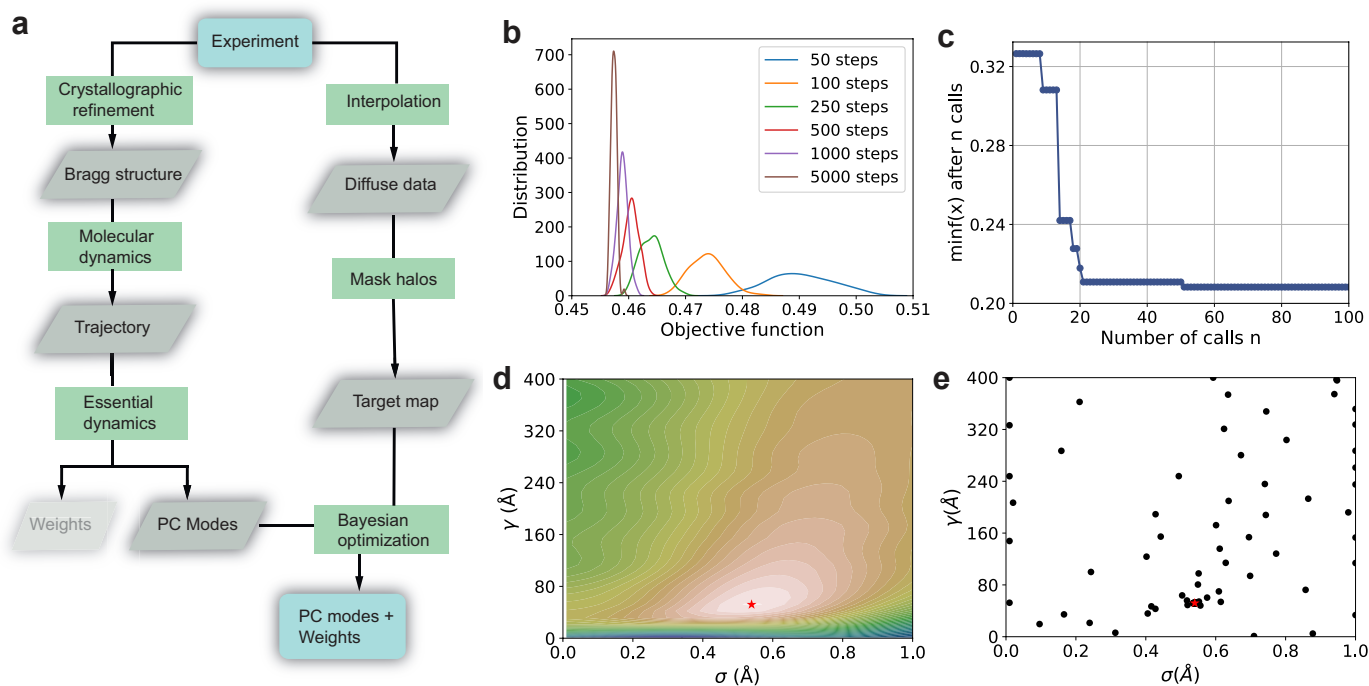 a
Experiment
Crystallographic
refinement
Interpolation
Bragg structure
Diffuse data
Molecular
dynamics
Mask halos
Trajectory
Essential
dynamics
Target map
Weights
PC Modes
Bayesian
optimization
PC modes +
Weights
b
700
600
500
400
300
200
100
0
Distribution
50 steps
100 steps
250 steps
500 steps
1000 steps
5000 steps
0.45 0.46 0.47 0.48 0.49 0.50 0.51
Objective function
c
0.32
0.28
0.24
0.20
minf(x) after n calls
0 20 40 60 80 100
Number of calls n
d
400
320
240
160
80
0
γ (Å)
0.0 0.2 0.4 0.6 0.8 1.0
σ (Å)
e
400
320
240
160
80
0
γ(Å)
0.0 0.2 0.4 0.6 0.8 1.0
σ(Å)